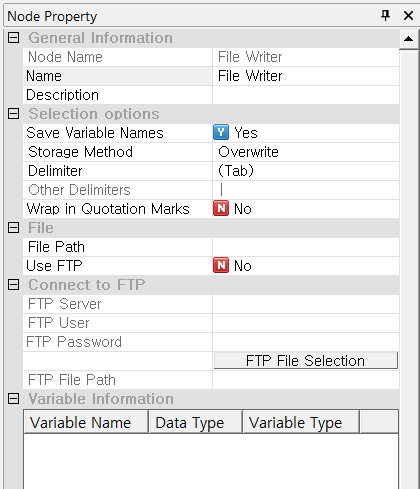 Node Property
General Information
Node Name File Writer
Name File Writer
Description
Selection options
Save Variable Names Y Yes
Storage Method Overwrite
Delimiter (Tab)
Other Delimiters |
Wrap in Quotation Marks N No
File
File Path
Use FTP N No
Connect to FTP
FTP Server
FTP User
FTP Password
FTP File Selection
FTP File Path
Variable Information
Variable Name Data Type Variable Type